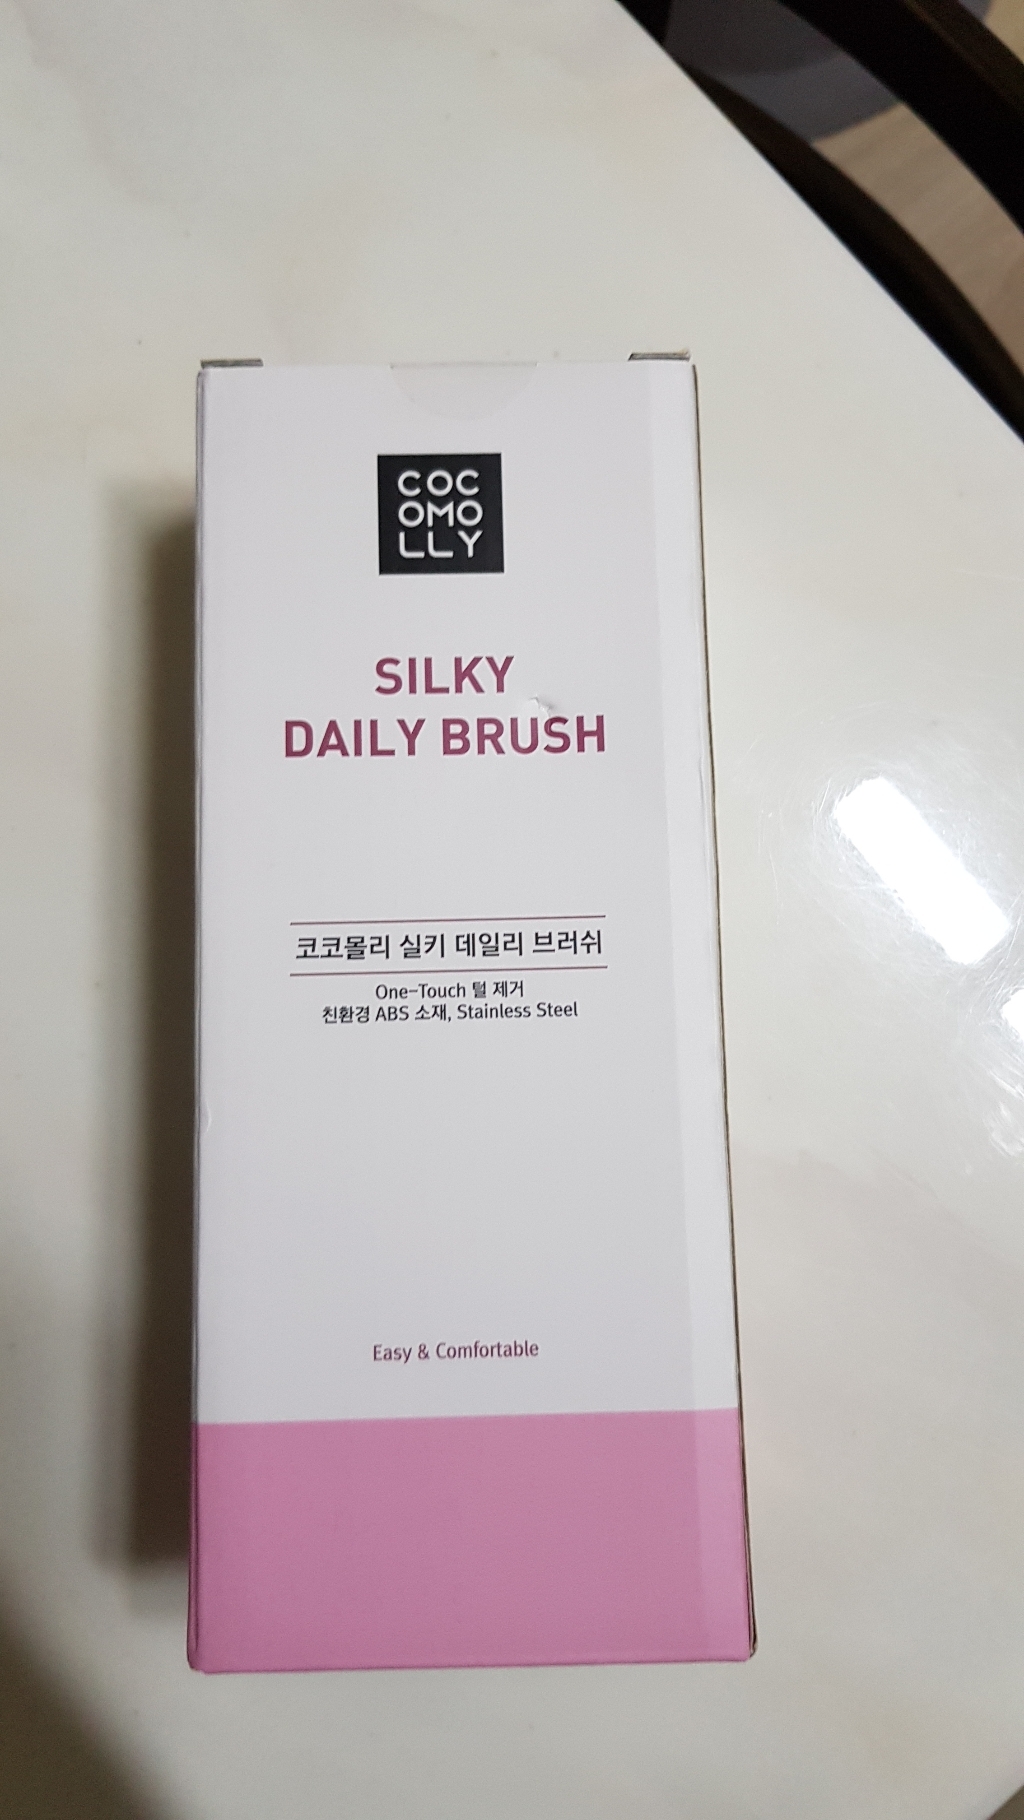 COC
OMO
LLY
SILKY
DAILY BRUSH
코코몰리 실키 데일리 브러쉬
One-Touch 털 제거
친환경 ABS 소재, Stainless Steel
Easy & Comfortable